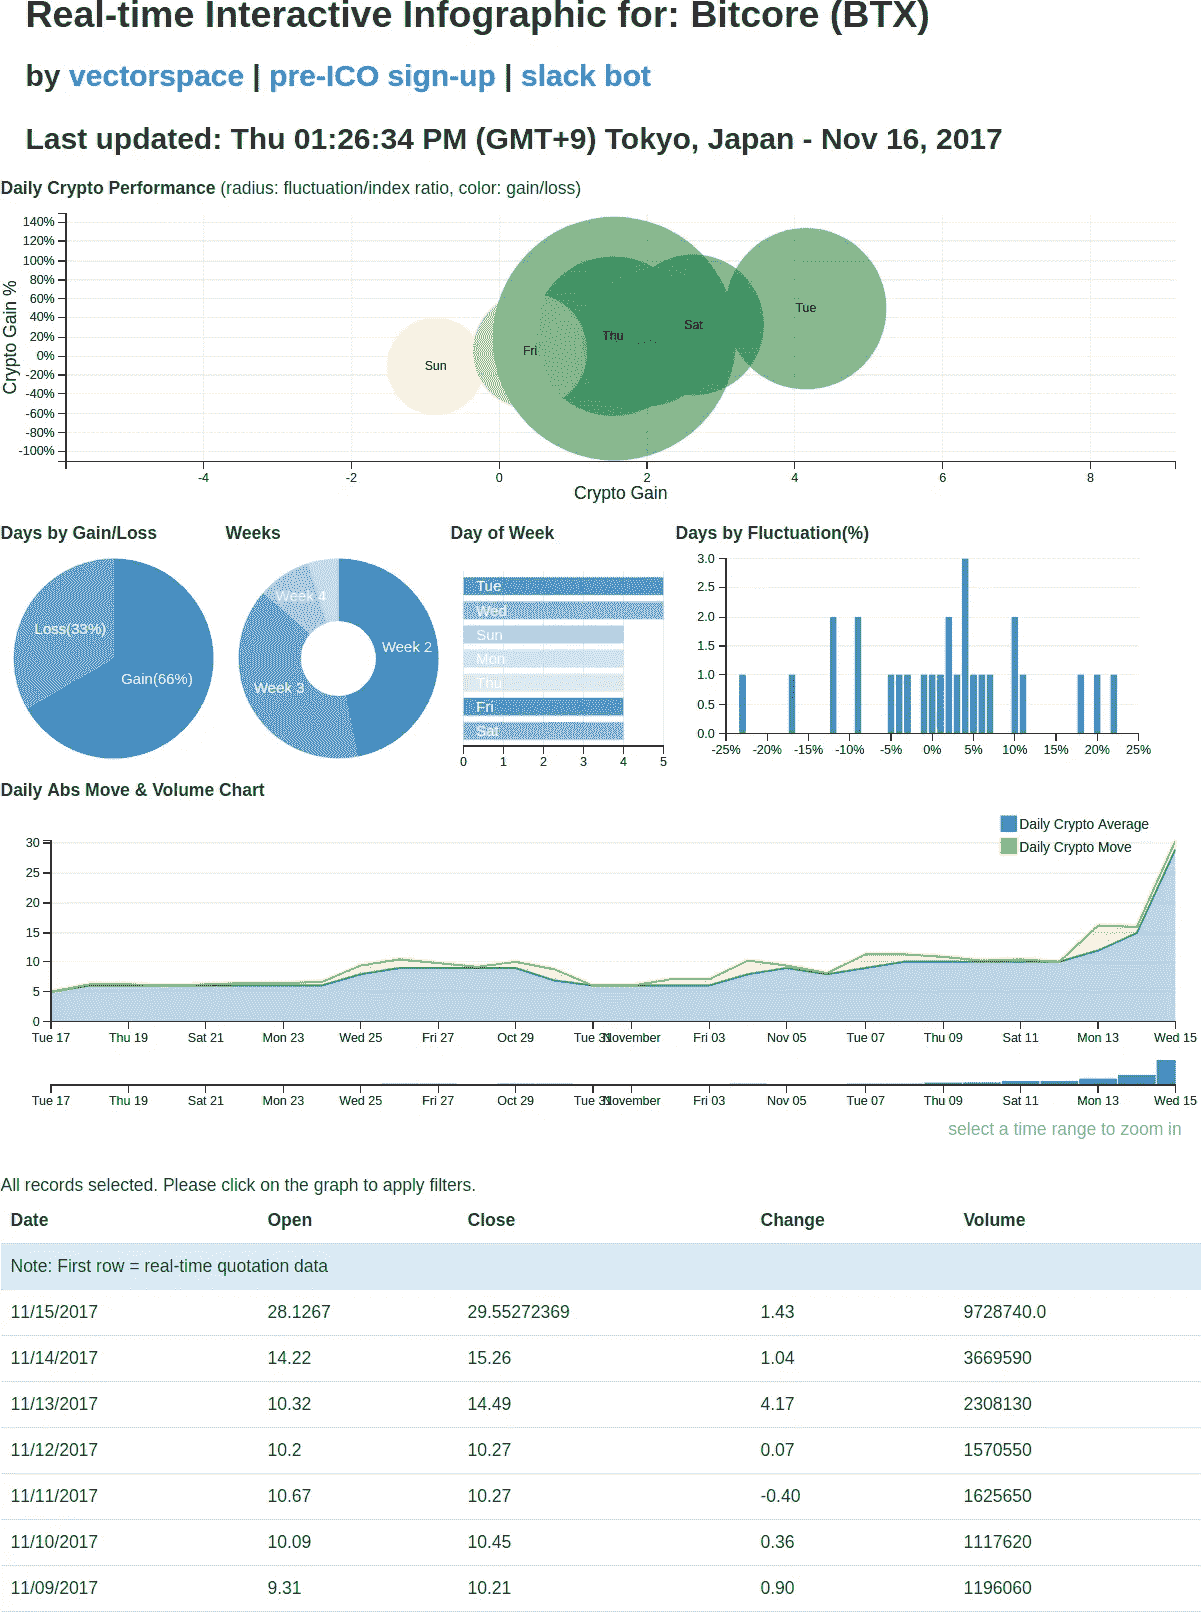 Real-time Interactive Infographic for: Bitcore (BTX)
by vectorspace | pre-ICO sign-up | slack bot
Last updated: Thu 01:26:34 PM (GMT+9) Tokyo, Japan - Nov 16, 2017
Daily Crypto Performance (radius: fluctuation/index ratio, color: gain/loss)
Crypto Gain %
140%
120%
100%
80%
60%
40%
20%
0%
-20%
-40%
-60%
-80%
-100%
Sun
Fri
Thu
Sat
Tue
-4 -2 0 2 4 6 8
Crypto Gain
Days by Gain/Loss
Loss(33%)
Gain(66%)
Weeks
Week 4
Week 2
Week 3
Day of Week
Tue
Wed
Sun
Mon
Thu
Fri
Sat
0 1 2 3 4 5
Days by Fluctuation(%)
3.0
2.5
2.0
1.5
1.0
0.5
0.0
-25% -20% -15% -10% -5% 0% 5% 10% 15% 20% 25%
Daily Abs Move & Volume Chart
Daily Crypto Average
Daily Crypto Move
30
25
20
15
10
5
0
Tue 17 Thu 19 Sat 21 Mon 23 Wed 25 Fri 27 Oct 29 Tue 31 November Fri 03 Nov 05 Tue 07 Thu 09 Sat 11 Mon 13 Wed 15
Tue 17 Thu 19 Sat 21 Mon 23 Wed 25 Fri 27 Oct 29 Tue 31 November Fri 03 Nov 05 Tue 07 Thu 09 Sat 11 Mon 13 Wed 15
select a time range to zoom in
All records selected. Please click on the graph to apply filters.
Date Open Close Change Volume
Note: First row = real-time quotation data
11/15/2017 28.1267 29.55272369 1.43 9728740.0
11/14/2017 14.22 15.26 1.04 3669590
11/13/2017 10.32 14.49 4.17 2308130
11/12/2017 10.2 10.27 0.07 1570550
11/11/2017 10.67 10.27 -0.40 1625650
11/10/2017 10.09 10.45 0.36 1117620
11/09/2017 9.31 10.21 0.90 1196060